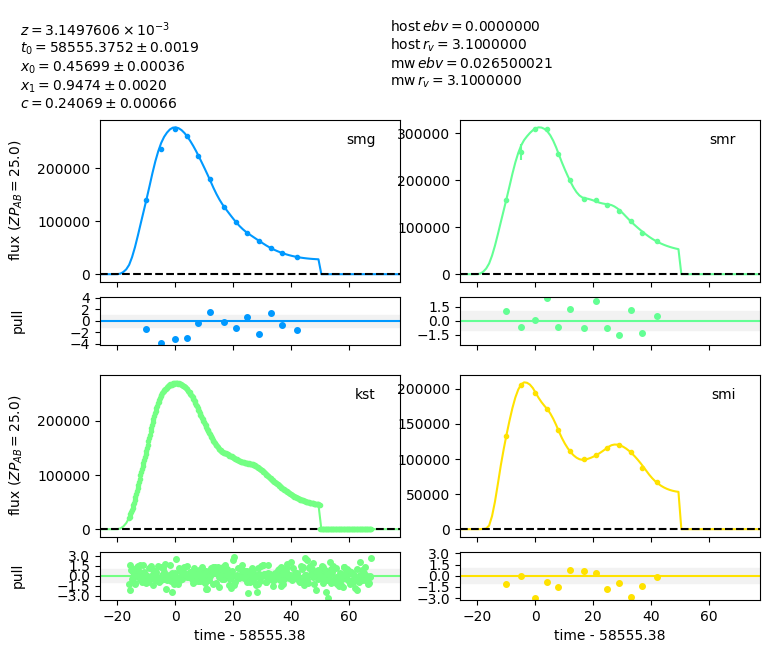 z = 3.1497606 × 10⁻³
t₀ = 58555.3752 ± 0.0019
x₀ = 0.45699 ± 0.00036
x₁ = 0.9474 ± 0.0020
c = 0.24069 ± 0.00066
host ebv = 0.0000000
host r_v = 3.1000000
mw ebv = 0.026500021
mw r_v = 3.1000000
flux (ZP_AB = 25.0)
200000
100000
0
smg
300000
200000
100000
0
smr
pull
4
2
0
−2
−4
1.5
0.0
−1.5
flux (ZP_AB = 25.0)
200000
100000
0
kst
200000
150000
100000
50000
0
smi
pull
3.0
1.5
0.0
−1.5
−3.0
3.0
1.5
0.0
−1.5
−3.0
−20 0 20 40 60
−20 0 20 40 60
time - 58555.38
time - 58555.38